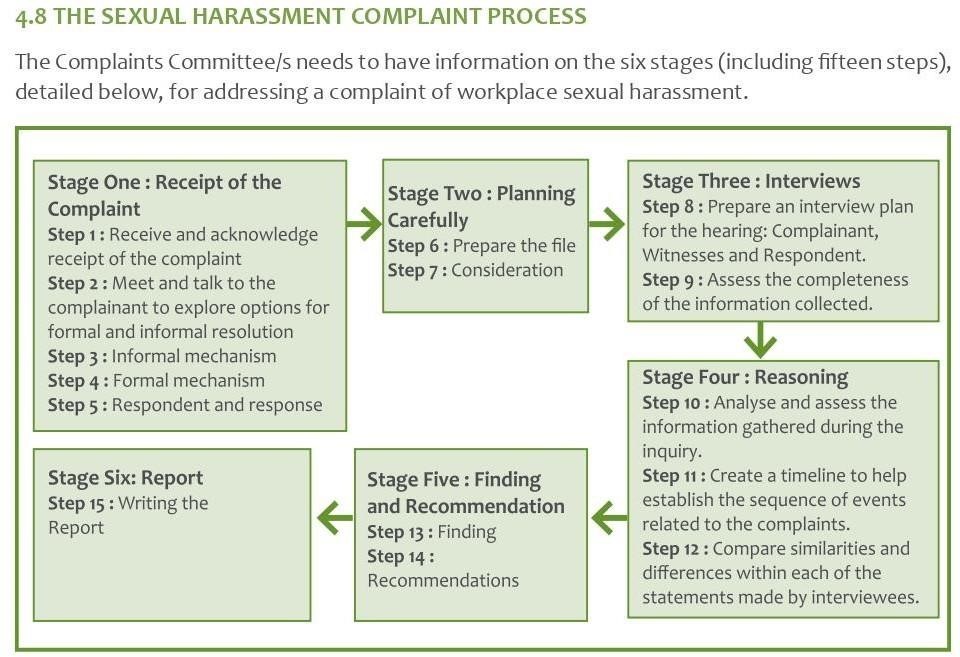 4.8 THE SEXUAL HARASSMENT COMPLAINT PROCESS
The Complaints Committee/s needs to have information on the six stages (including fifteen steps),
detailed below, for addressing a complaint of workplace sexual harassment.
Stage One : Receipt of the
Complaint
Step 1 : Receive and acknowledge
receipt of the complaint
Step 2 : Meet and talk to the
complainant to explore options for
formal and informal resolution
Step 3 : Informal mechanism
Step 4 : Formal mechanism
Step 5 : Respondent and response
Stage Two : Planning
Carefully
Step 6 : Prepare the file
Step 7 : Consideration
Stage Three : Interviews
Step 8 : Prepare an interview plan
for the hearing: Complainant,
Witnesses and Respondent.
Step 9 : Assess the completeness
of the information collected.
Stage Four : Reasoning
Step 10 : Analyse and assess the
information gathered during the
inquiry.
Step 11 : Create a timeline to help
establish the sequence of events
related to the complaints.
Step 12 : Compare similarities and
differences within each of the
statements made by interviewees.
Stage Five : Finding
and Recommendation
Step 13 : Finding
Step 14 :
Recommendations
Stage Six: Report
Step 15 : Writing the
Report